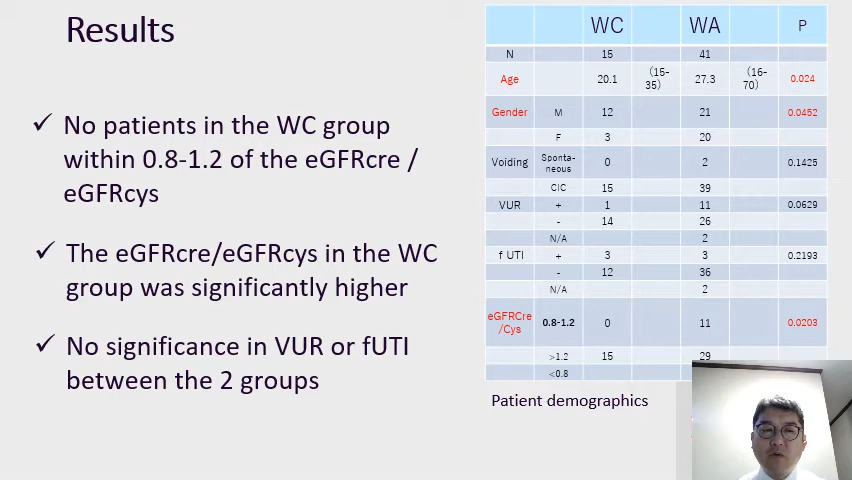 Results
✓ No patients in the WC group
within 0.8-1.2 of the eGFRcre /
eGFRcys
✓ The eGFRcre/eGFRcys in the WC
group was significantly higher
✓ No significance in VUR or fUTI
between the 2 groups
WC WA P
N 15 41
Age 20.1 (15-35) 27.3 (16-70) 0.024
Gender M 12 21 0.0452
F 3 20
Voiding Sponta-neous 0 2 0.1425
CIC 15 39
VUR + 1 11 0.0629
- 14 26
N/A 2
f UTI + 3 3 0.2193
- 12 36
N/A 2
eGFRCre/Cys 0.8-1.2 0 11 0.0203
>1.2 15 29
<0.8
Patient demographics